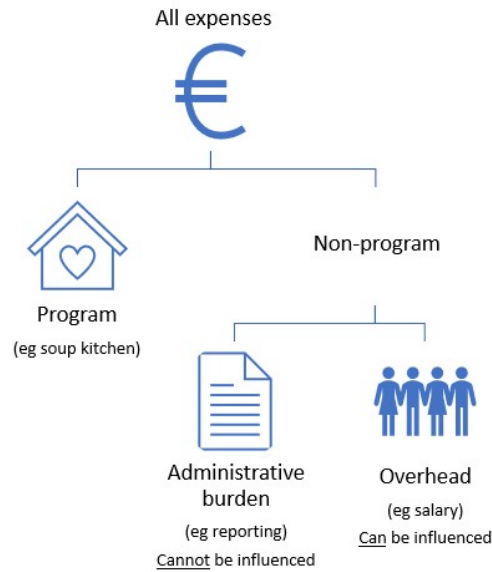 All expenses
Program
(eg soup kitchen)
Non-program
Administrative
burden
(eg reporting)
Cannot be influenced
Overhead
(eg salary)
Can be influenced